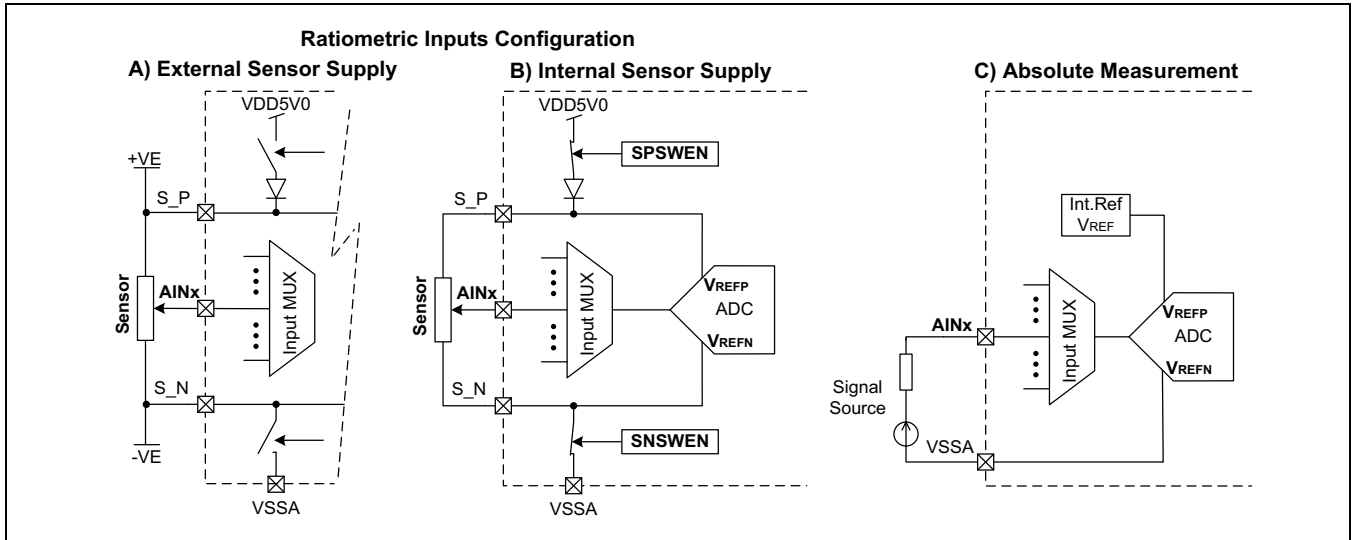 Ratiometric Inputs Configuration
A) External Sensor Supply
VDD5V0
+VE
S_P
Sensor
AINx
Input MUX
S_N
-VE
VSSA
B) Internal Sensor Supply
VDD5V0
SPSWEN
S_P
Sensor
AINx
Input MUX
VREFP
ADC
VREFN
S_N
SNSWEN
VSSA
C) Absolute Measurement
Int.Ref
VREF
AINx
Input MUX
VREFP
ADC
VREFN
Signal
Source
VSSA